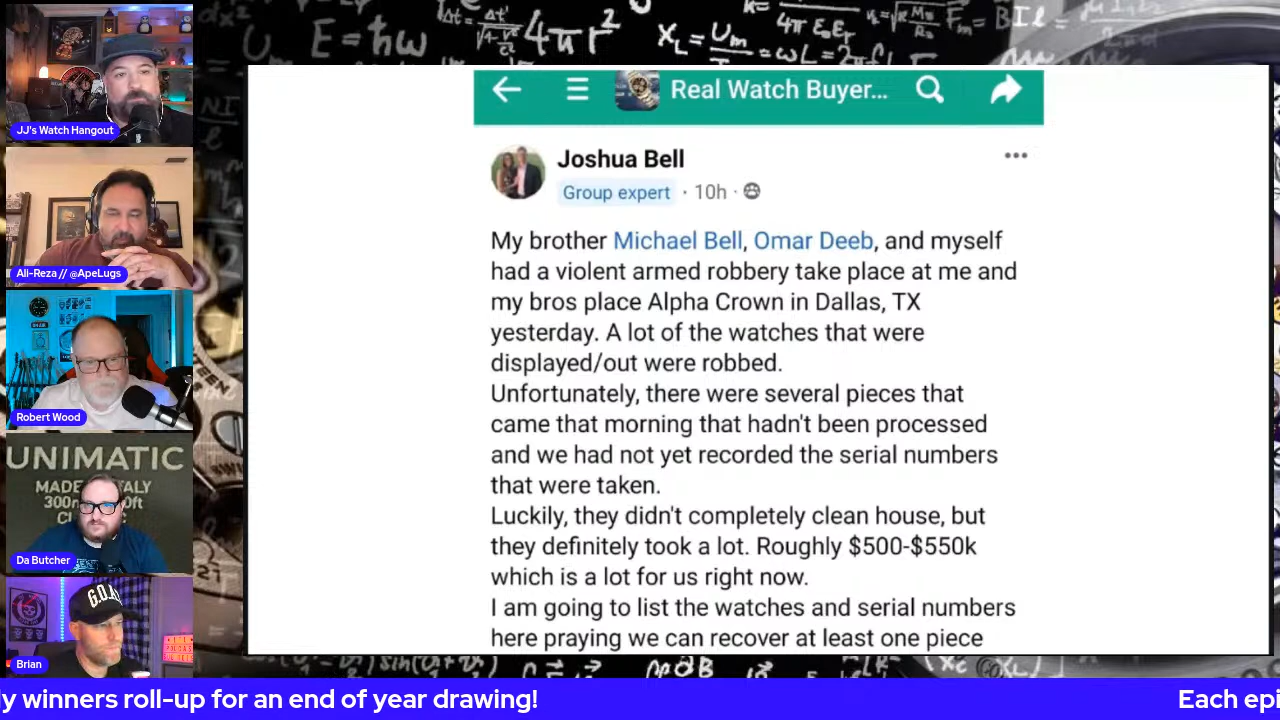 JJ's Watch Hangout
Ali-Reza // @ApeLugs
Robert Wood
UNIMATIC
Da Butcher
G.O.A.T
Brian
Real Watch Buyer...
Joshua Bell
Group expert · 10h ·
My brother Michael Bell, Omar Deeb, and myself
had a violent armed robbery take place at me and
my bros place Alpha Crown in Dallas, TX
yesterday. A lot of the watches that were
displayed/out were robbed.
Unfortunately, there were several pieces that
came that morning that hadn't been processed
and we had not yet recorded the serial numbers
that were taken.
Luckily, they didn't completely clean house, but
they definitely took a lot. Roughly $500-$550k
which is a lot for us right now.
I am going to list the watches and serial numbers
here praying we can recover at least one piece
E=ħω
4πr²
ly winners roll-up for an end of year drawing!
Each epi